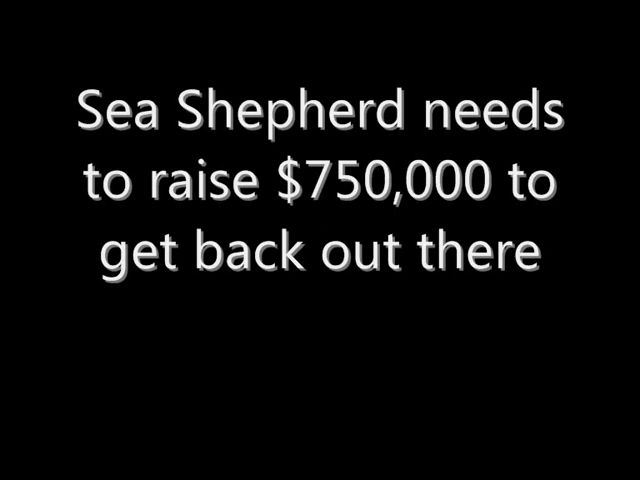 Sea Shepherd needs
to raise $750,000 to
get back out there